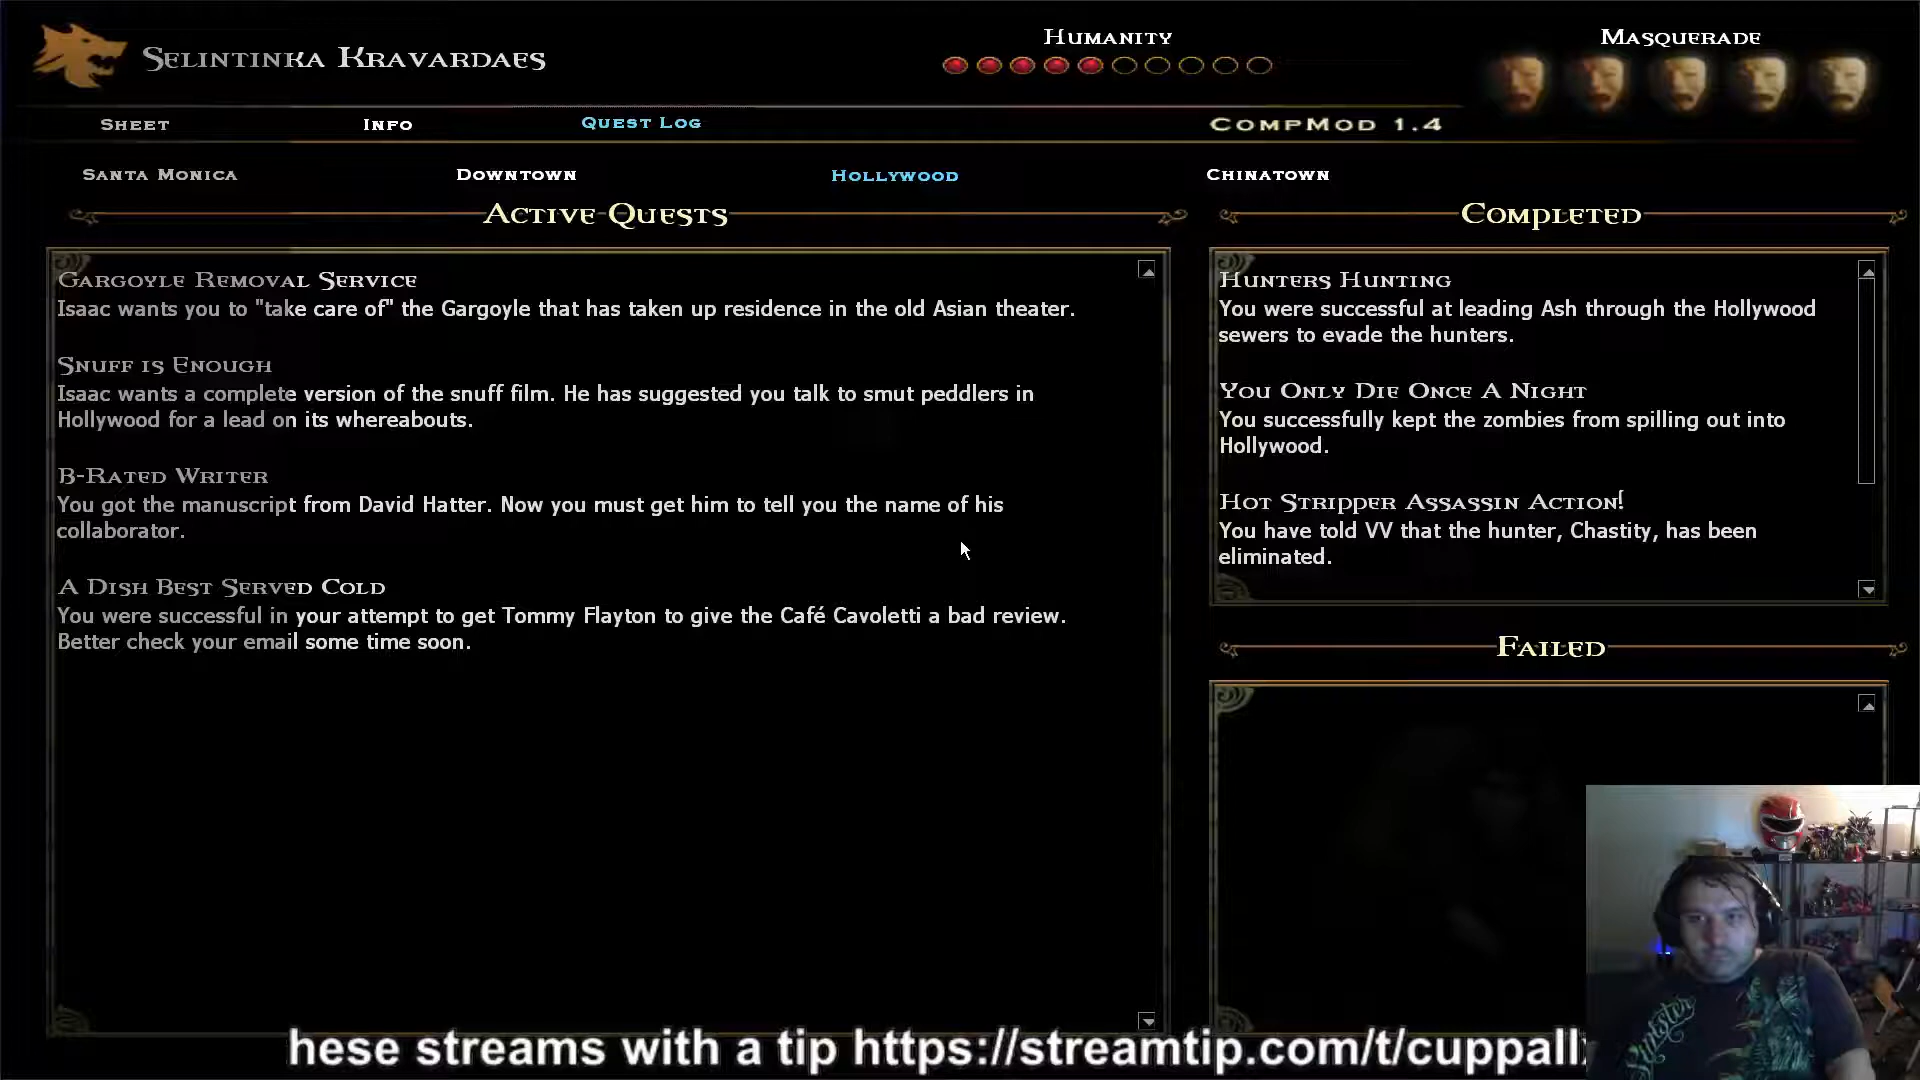 Selintinka Kravardaes
Humanity
Masquerade
Sheet
Info
Quest Log
CompMod 1.4
Santa Monica
Downtown
Hollywood
Chinatown
Active Quests
Completed
Gargoyle Removal Service
Isaac wants you to "take care of" the Gargoyle that has taken up residence in the old Asian theater.
Snuff is Enough
Isaac wants a complete version of the snuff film. He has suggested you talk to smut peddlers in
Hollywood for a lead on its whereabouts.
B-Rated Writer
You got the manuscript from David Hatter. Now you must get him to tell you the name of his
collaborator.
A Dish Best Served Cold
You were successful in your attempt to get Tommy Flayton to give the Café Cavoletti a bad review.
Better check your email some time soon.
Hunters Hunting
You were successful at leading Ash through the Hollywood
sewers to evade the hunters.
You Only Die Once A Night
You successfully kept the zombies from spilling out into
Hollywood.
Hot Stripper Assassin Action!
You have told VV that the hunter, Chastity, has been
eliminated.
Failed
hese streams with a tip https://streamtip.com/t/cuppall